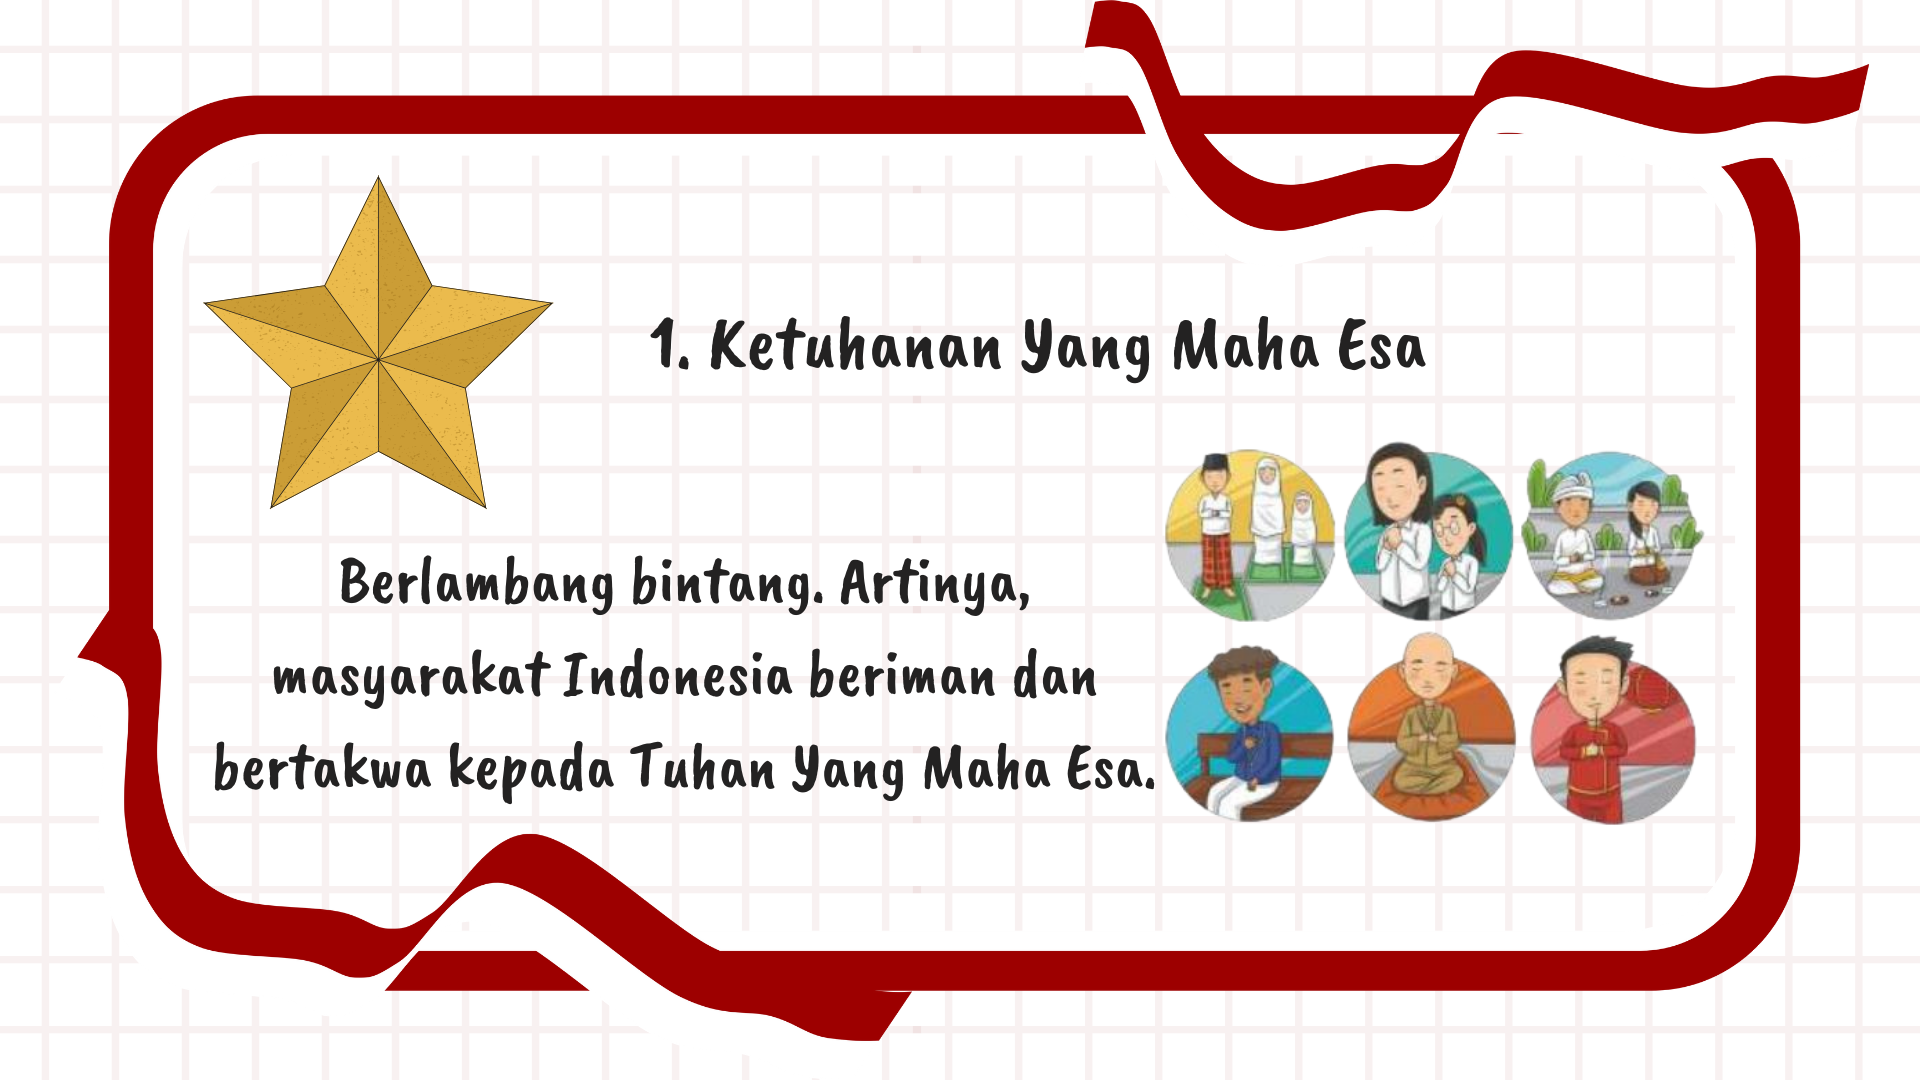 1. Ketuhanan Yang Maha Esa
Berlambang bintang. Artinya,
masyarakat Indonesia beriman dan
bertakwa kepada Tuhan Yang Maha Esa.